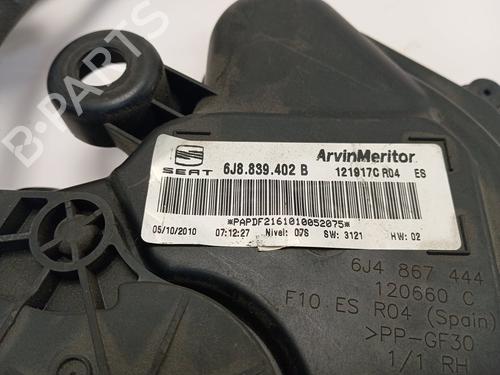 SEAT
6J8.839.402 B
ArvinMeritor
121917C R04 ES
*PAPDF2161010052075*
05/10/2010 07:12:27 Nivel: 07S SW: 3121 HW: 02
6J4 867 444
120660 C
F10 ES R04 (Spain)
>PP-GF30
1/1 RH
B-PARTS